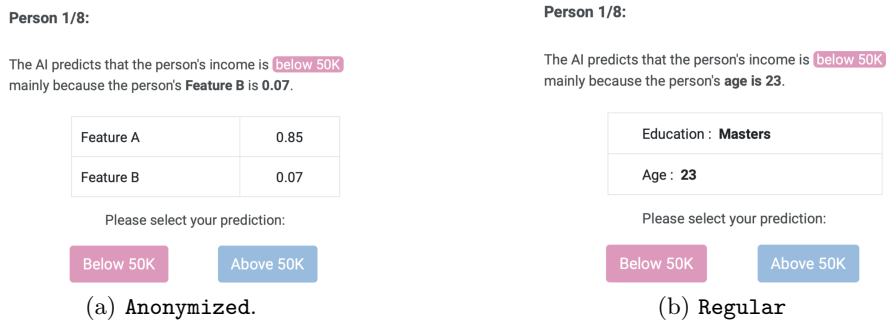 Person 1/8:
The AI predicts that the person's income is below 50K
mainly because the person's Feature B is 0.07.
Feature A 0.85
Feature B 0.07
Please select your prediction:
Below 50K Above 50K
(a) Anonymized.
Person 1/8:
The AI predicts that the person's income is below 50K
mainly because the person's age is 23.
Education : Masters
Age : 23
Please select your prediction:
Below 50K Above 50K
(b) Regular